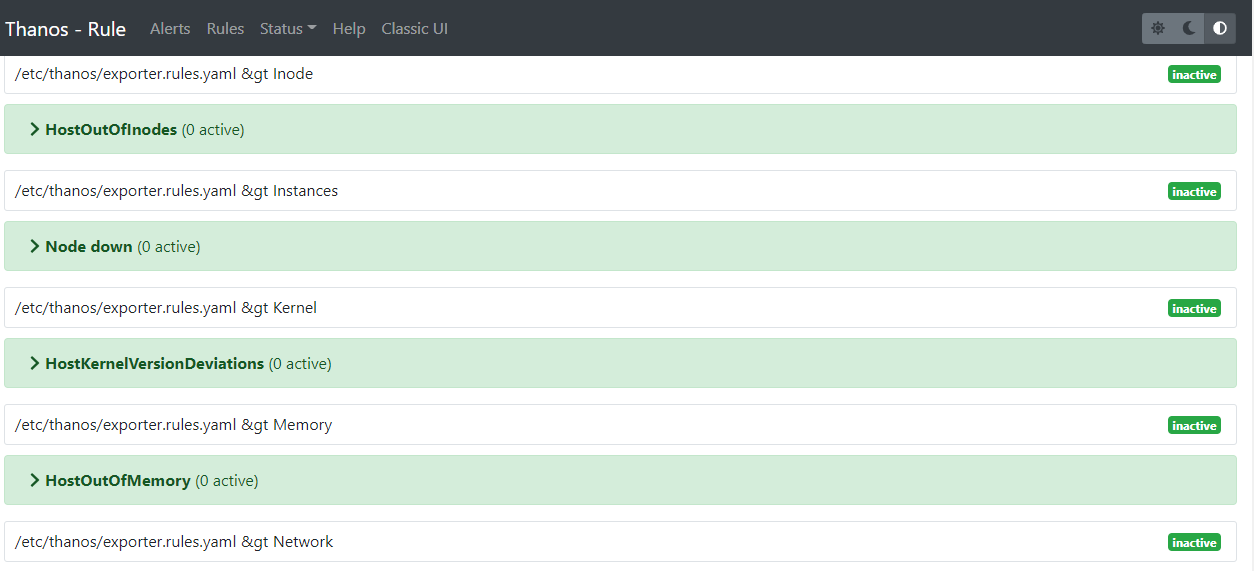 Thanos - Rule Alerts Rules Status Help Classic UI
/etc/thanos/exporter.rules.yaml &gt Inode inactive
HostOutOfInodes (0 active)
/etc/thanos/exporter.rules.yaml &gt Instances inactive
Node down (0 active)
/etc/thanos/exporter.rules.yaml &gt Kernel inactive
HostKernelVersionDeviations (0 active)
/etc/thanos/exporter.rules.yaml &gt Memory inactive
HostOutOfMemory (0 active)
/etc/thanos/exporter.rules.yaml &gt Network inactive